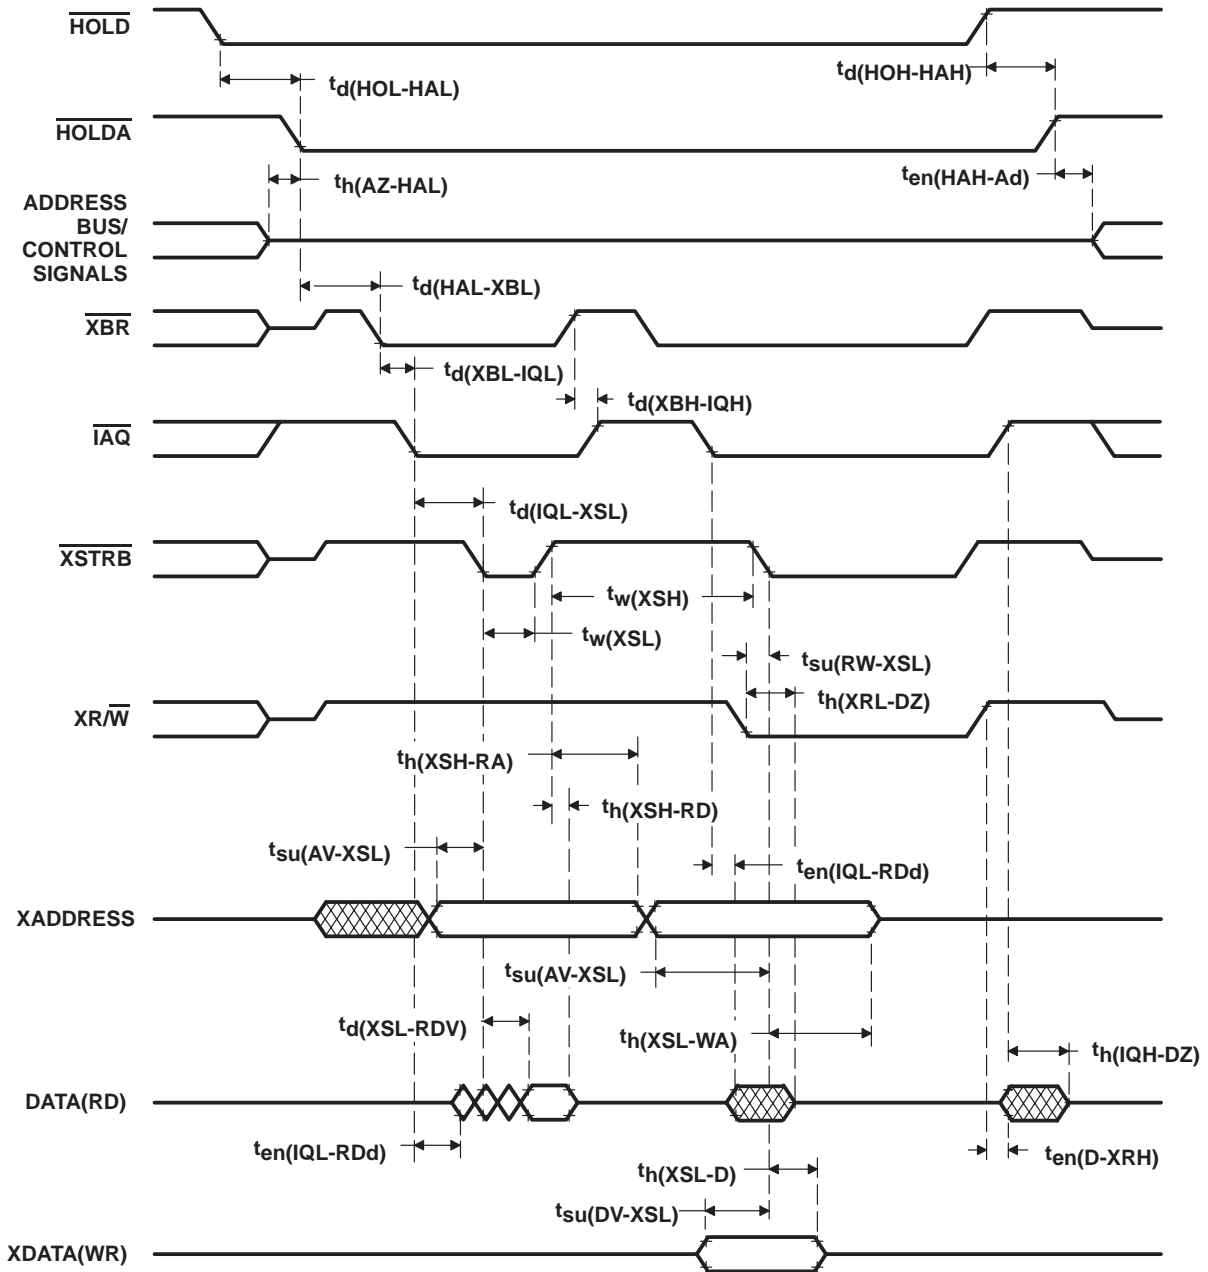 HOLD
td(HOL-HAL)
td(HOH-HAH)
HOLDA
th(AZ-HAL)
ten(HAH-Ad)
ADDRESS
BUS/
CONTROL
SIGNALS
td(HAL-XBL)
XBR
td(XBL-IQL)
td(XBH-IQH)
IAQ
td(IQL-XSL)
XSTRB
tw(XSH)
tw(XSL)
tsu(RW-XSL)
th(XRL-DZ)
XR/W
th(XSH-RA)
th(XSH-RD)
tsu(AV-XSL)
ten(IQL-RDd)
XADDRESS
tsu(AV-XSL)
td(XSL-RDV)
th(XSL-WA)
th(IQH-DZ)
DATA(RD)
ten(IQL-RDd)
ten(D-XRH)
th(XSL-D)
tsu(DV-XSL)
XDATA(WR)